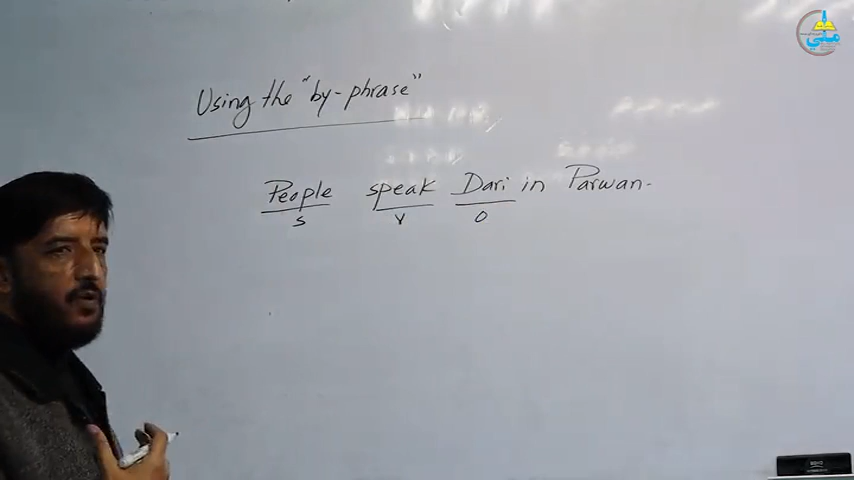 Using the "by-phrase"
People speak Dari in Parwan.
S V O